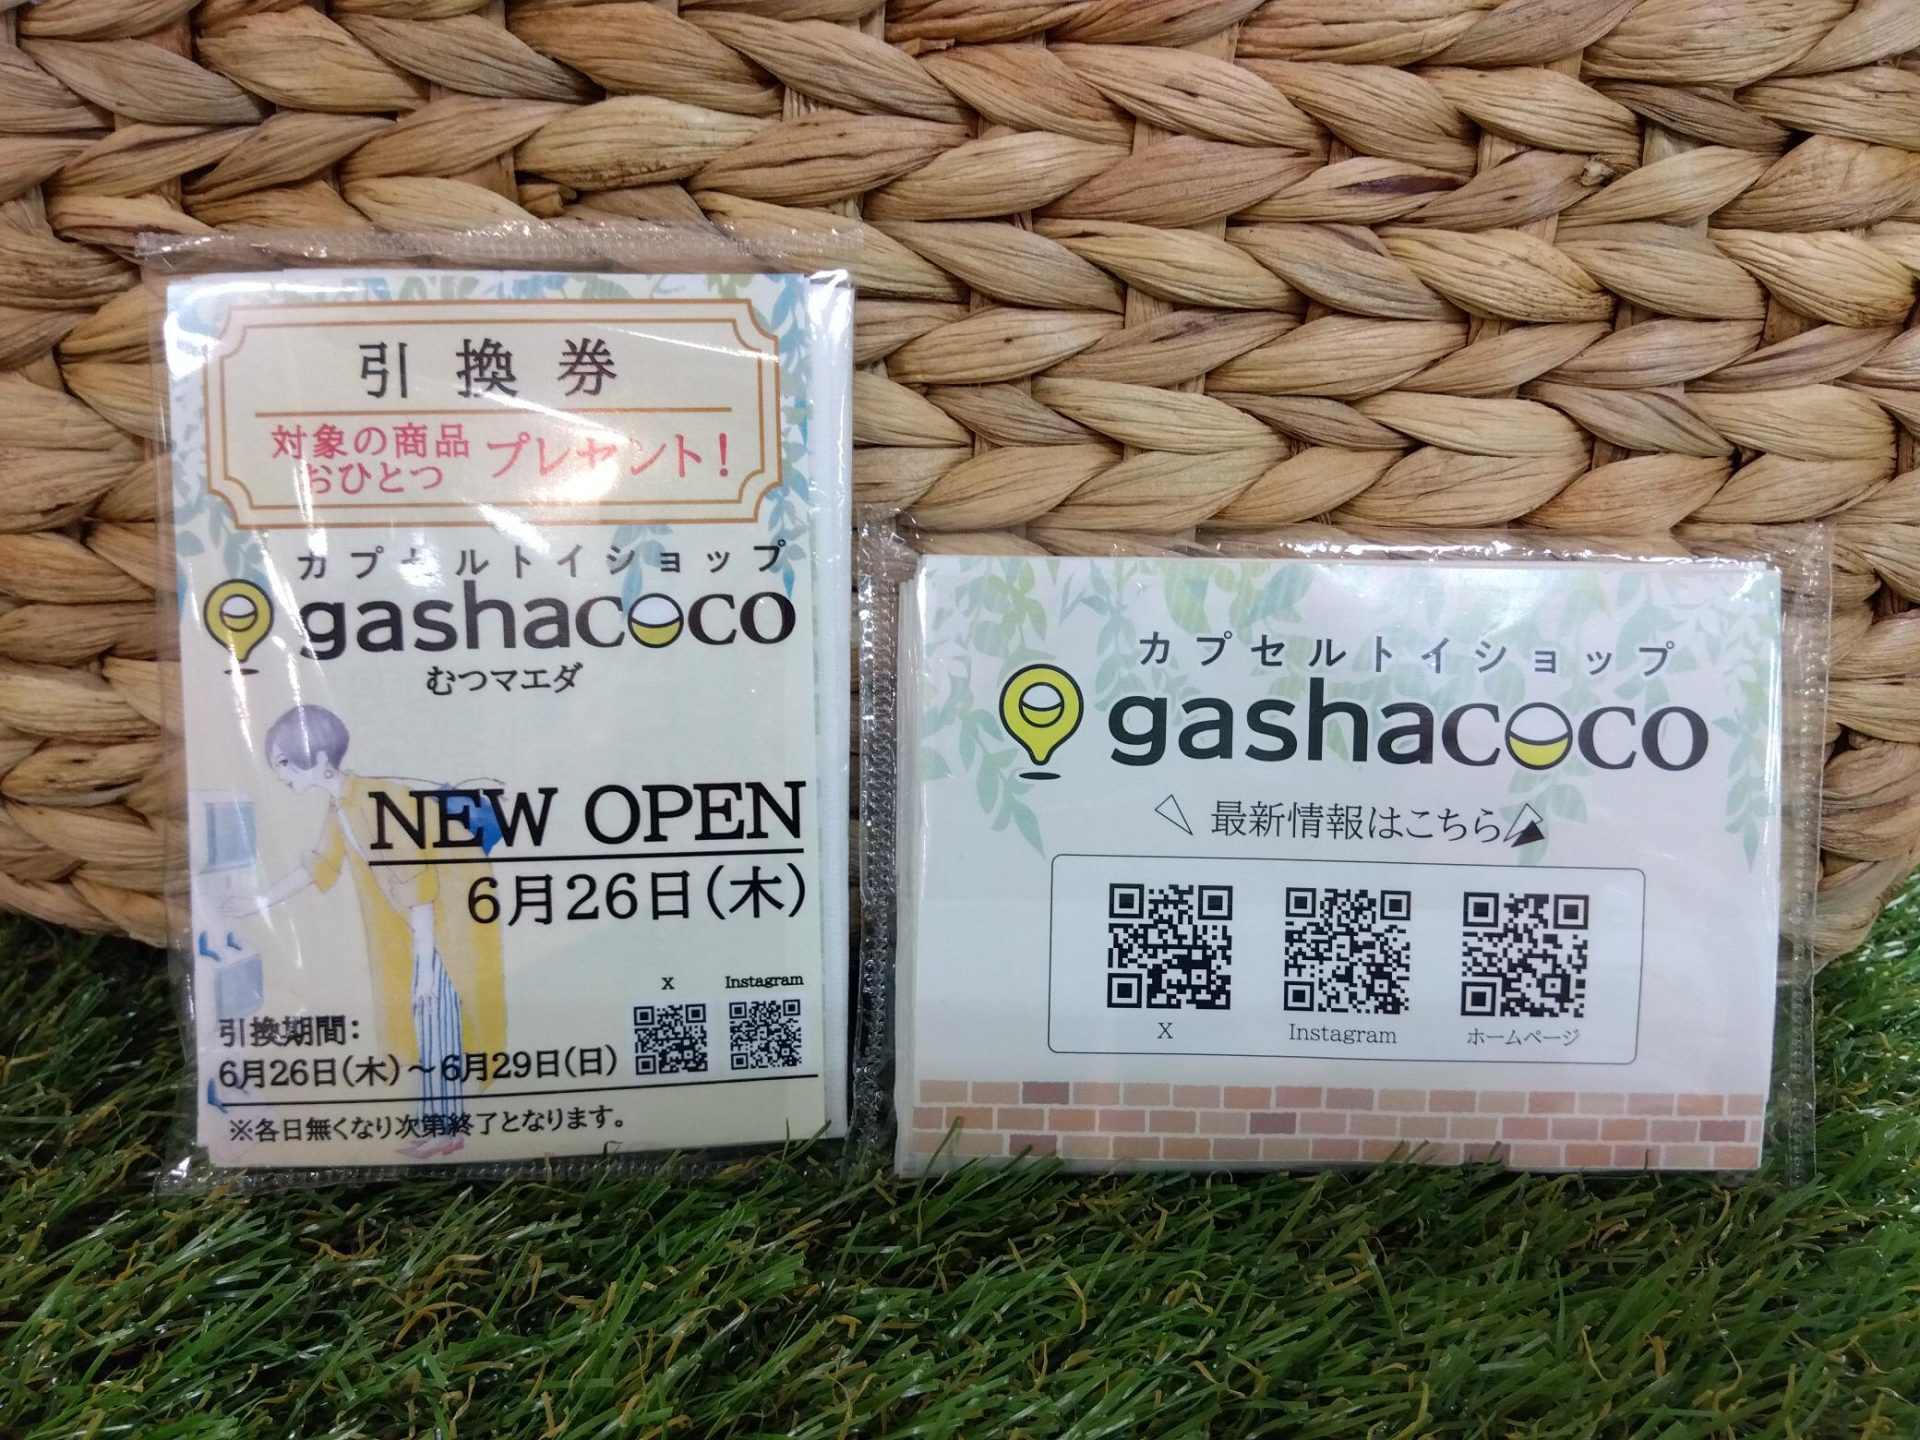 引換券
対象の商品
おひとつ プレゼント!
カプセルトイショップ
gashacoco
むつマエダ
NEW OPEN
6月26日(木)
X Instagram
引換期間:
6月26日(木)～6月29日(日)
※各日無くなり次第終了となります。
カプセルトイショップ
gashacoco
最新情報はこちら
X Instagram ホームページ